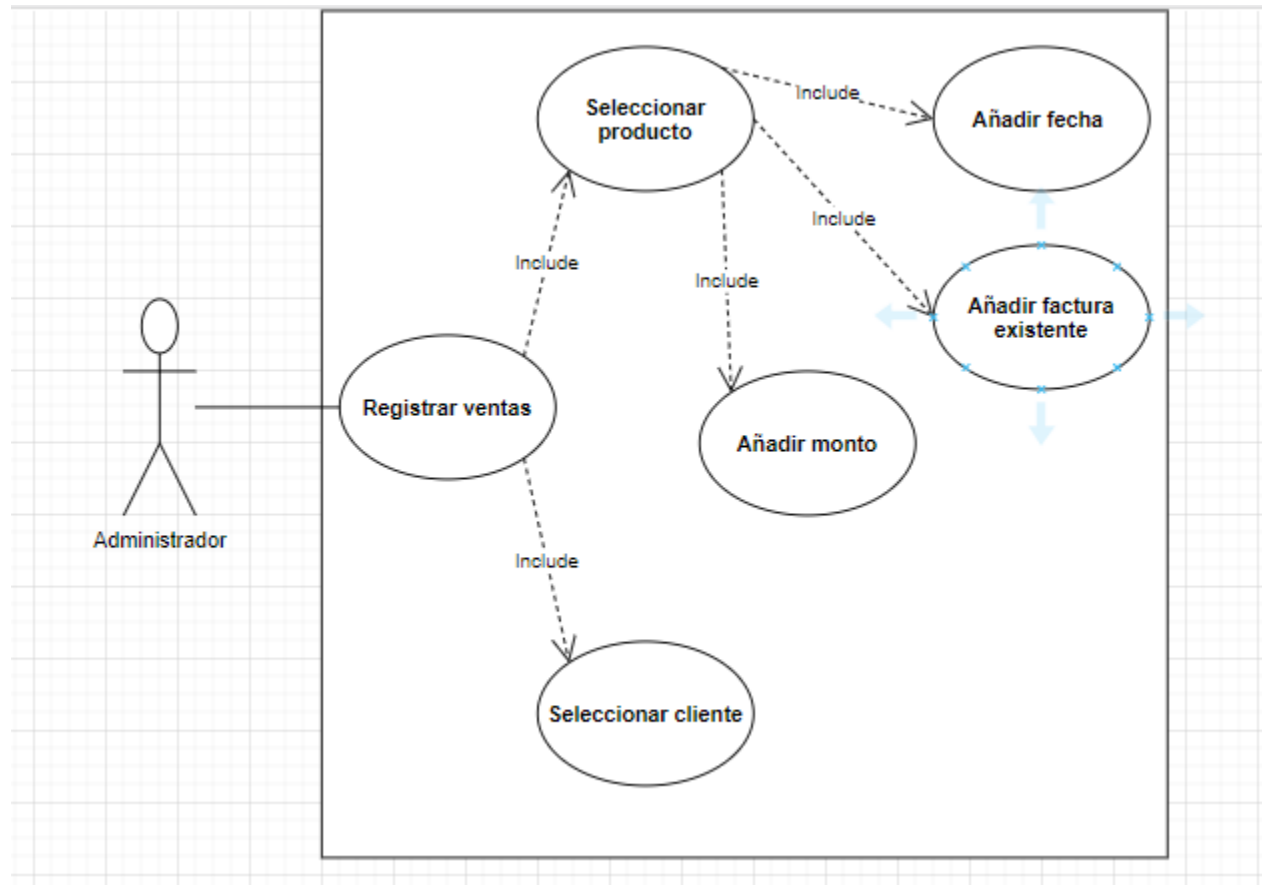 Seleccionar
producto
Include
Añadir fecha
Include
Include
Include
Añadir factura
existente
Registrar ventas
Añadir monto
Administrador
Include
Seleccionar cliente